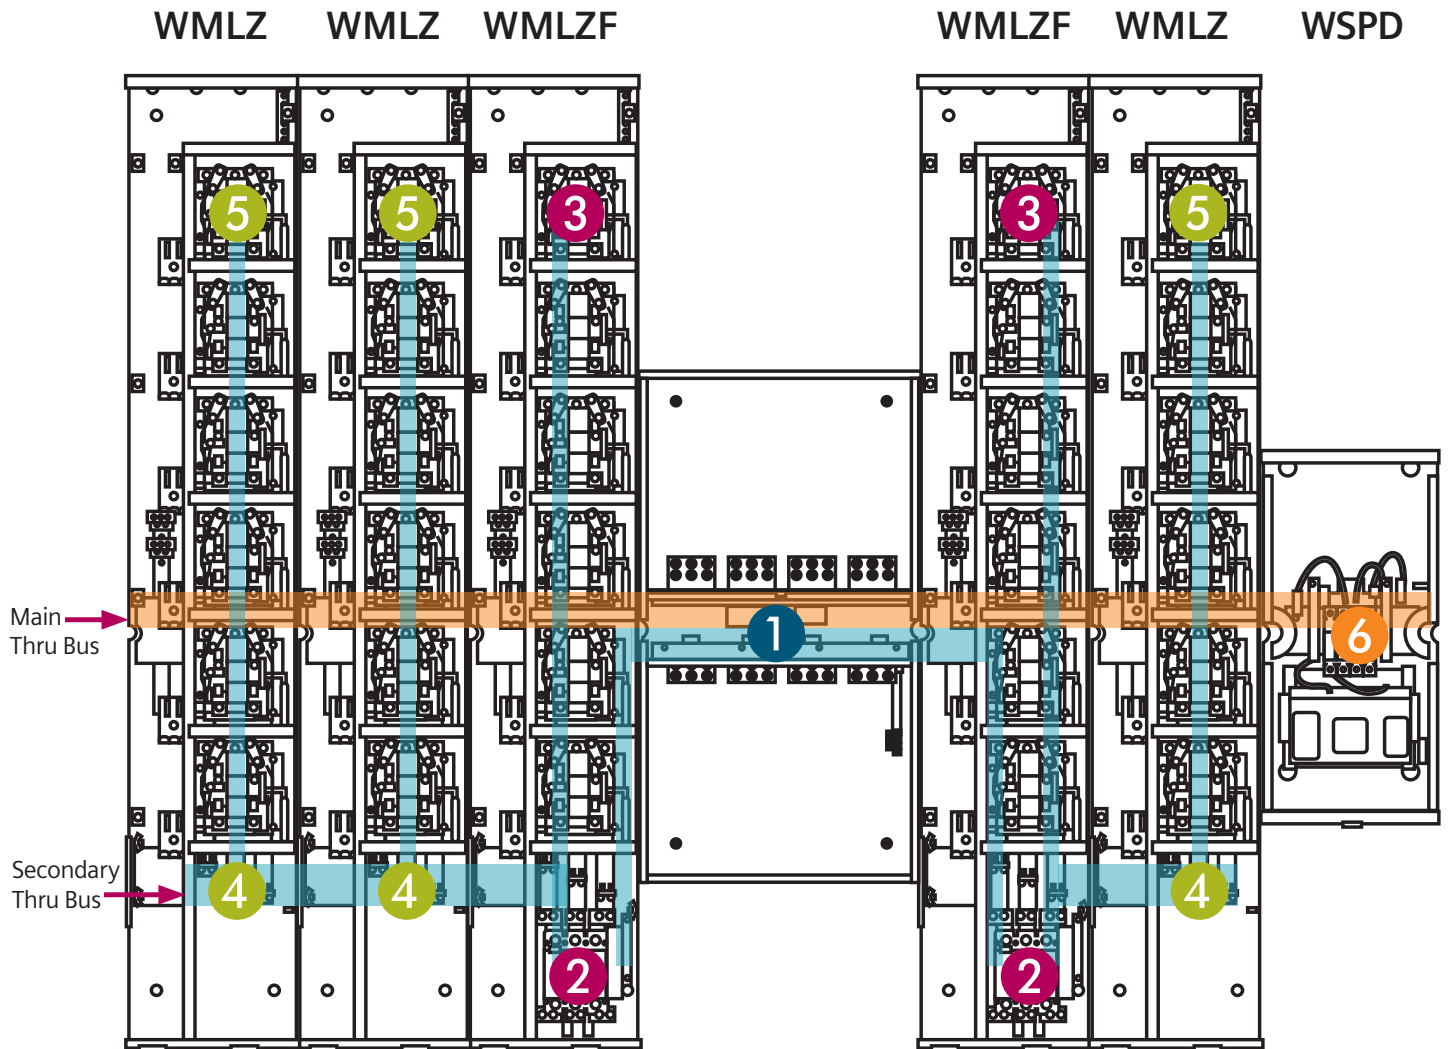 WMLZ WMLZ WMLZF WMLZF WMLZ WSPD
5 5 3 3 5
Main
Thru Bus
1 6
Secondary
Thru Bus
4 4 4
2 2